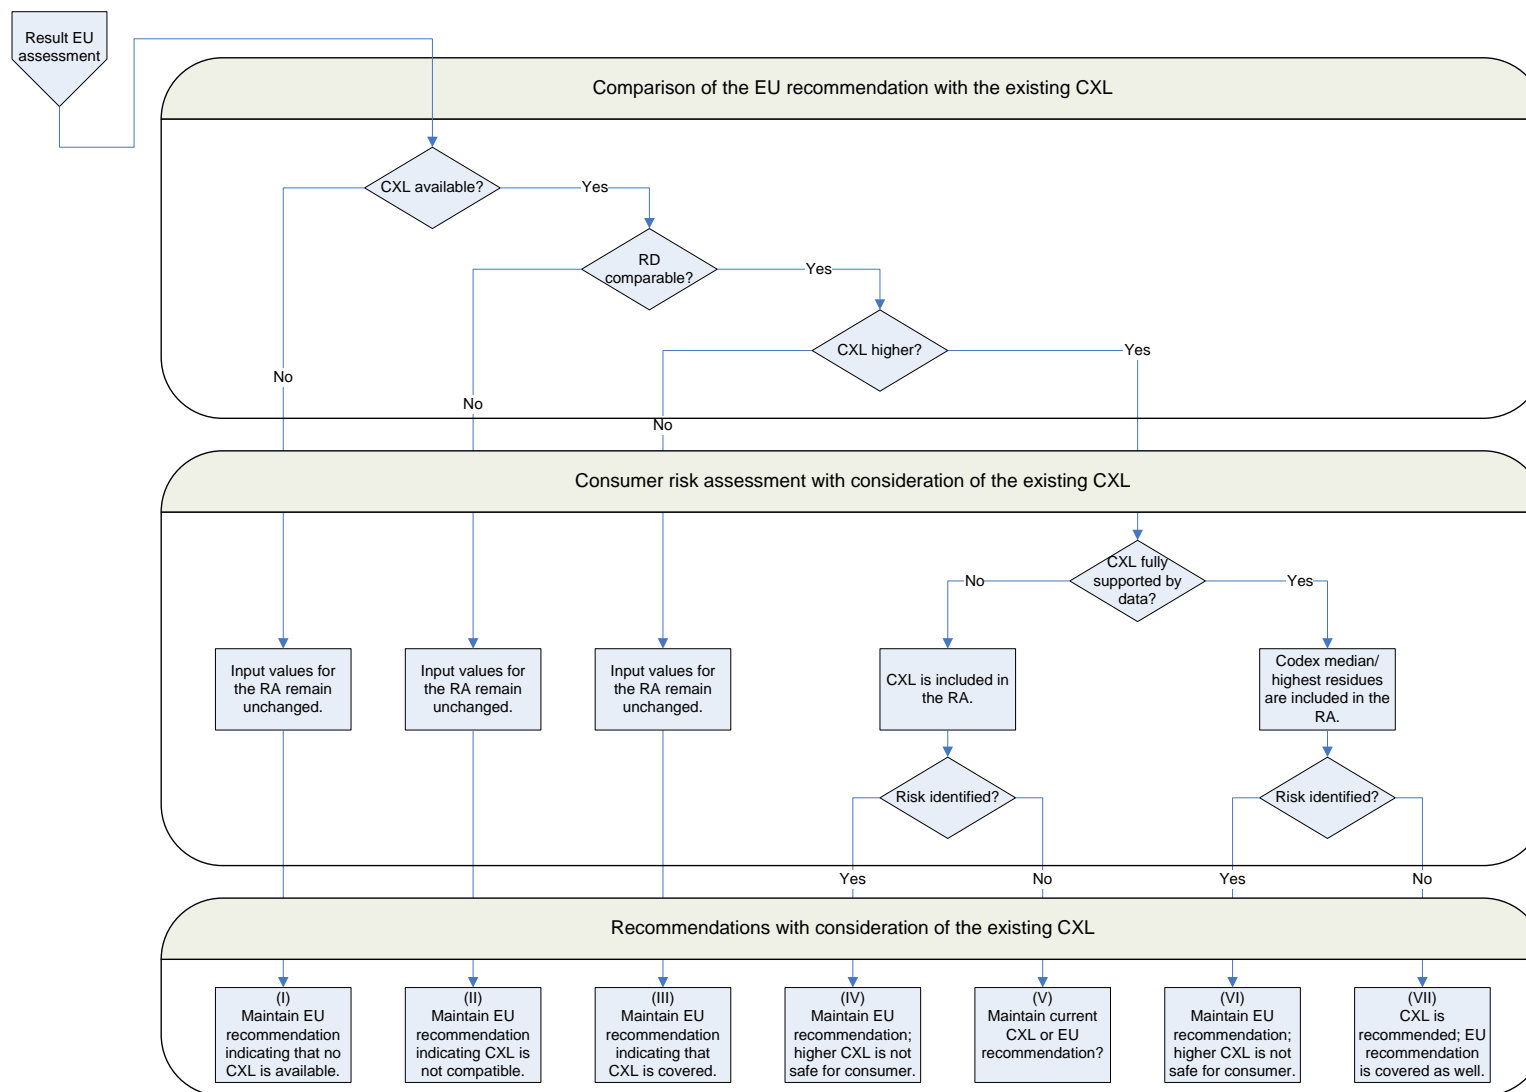 Result EU
assessment
Comparison of the EU recommendation with the existing CXL
CXL available?
Yes
RD
comparable?
Yes
CXL higher?
Yes
No
No
No
Consumer risk assessment with consideration of the existing CXL
CXL fully
supported by
data?
No
Yes
Input values for
the RA remain
unchanged.
Input values for
the RA remain
unchanged.
Input values for
the RA remain
unchanged.
CXL is included in
the RA.
Codex median/
highest residues
are included in the
RA.
Risk identified?
Risk identified?
Yes
No
Yes
No
Recommendations with consideration of the existing CXL
(I)
Maintain EU
recommendation
indicating that no
CXL is available.
(II)
Maintain EU
recommendation
indicating CXL is
not compatible.
(III)
Maintain EU
recommendation
indicating that
CXL is covered.
(IV)
Maintain EU
recommendation;
higher CXL is not
safe for consumer.
(V)
Maintain current
CXL or EU
recommendation?
(VI)
Maintain EU
recommendation;
higher CXL is not
safe for consumer.
(VII)
CXL is
recommended; EU
recommendation
is covered as well.